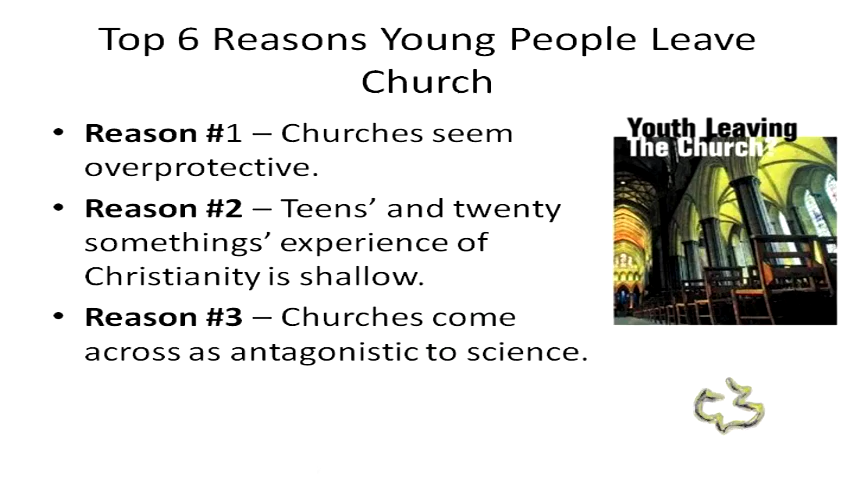 Top 6 Reasons Young People Leave
Church
• Reason #1 – Churches seem
overprotective.
• Reason #2 – Teens’ and twenty
somethings’ experience of
Christianity is shallow.
• Reason #3 – Churches come
across as antagonistic to science.
Youth Leaving
The Church?